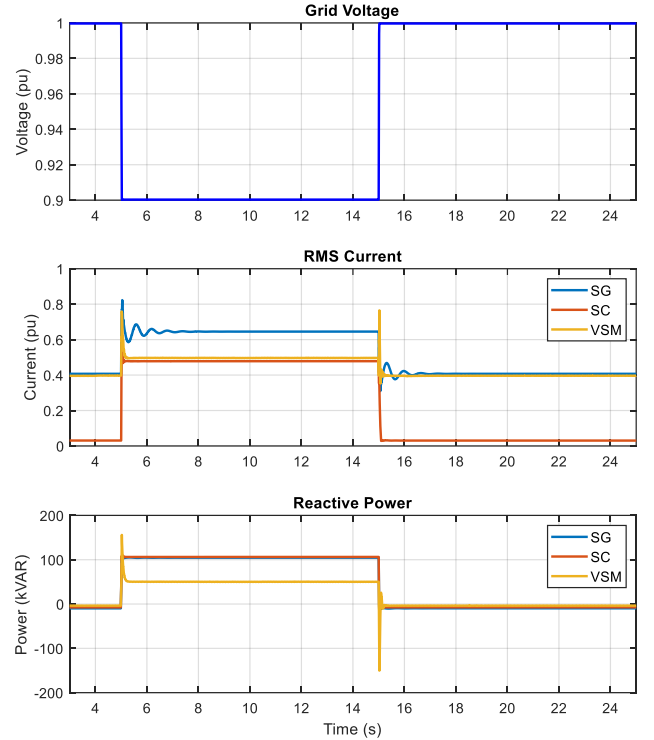 Grid Voltage
Voltage (pu)
1
0.98
0.96
0.94
0.92
0.9
4 6 8 10 12 14 16 18 20 22 24
RMS Current
Current (pu)
1
0.8
0.6
0.4
0.2
0
SG
SC
VSM
4 6 8 10 12 14 16 18 20 22 24
Reactive Power
Power (kVAR)
200
100
0
-100
-200
SG
SC
VSM
4 6 8 10 12 14 16 18 20 22 24
Time (s)